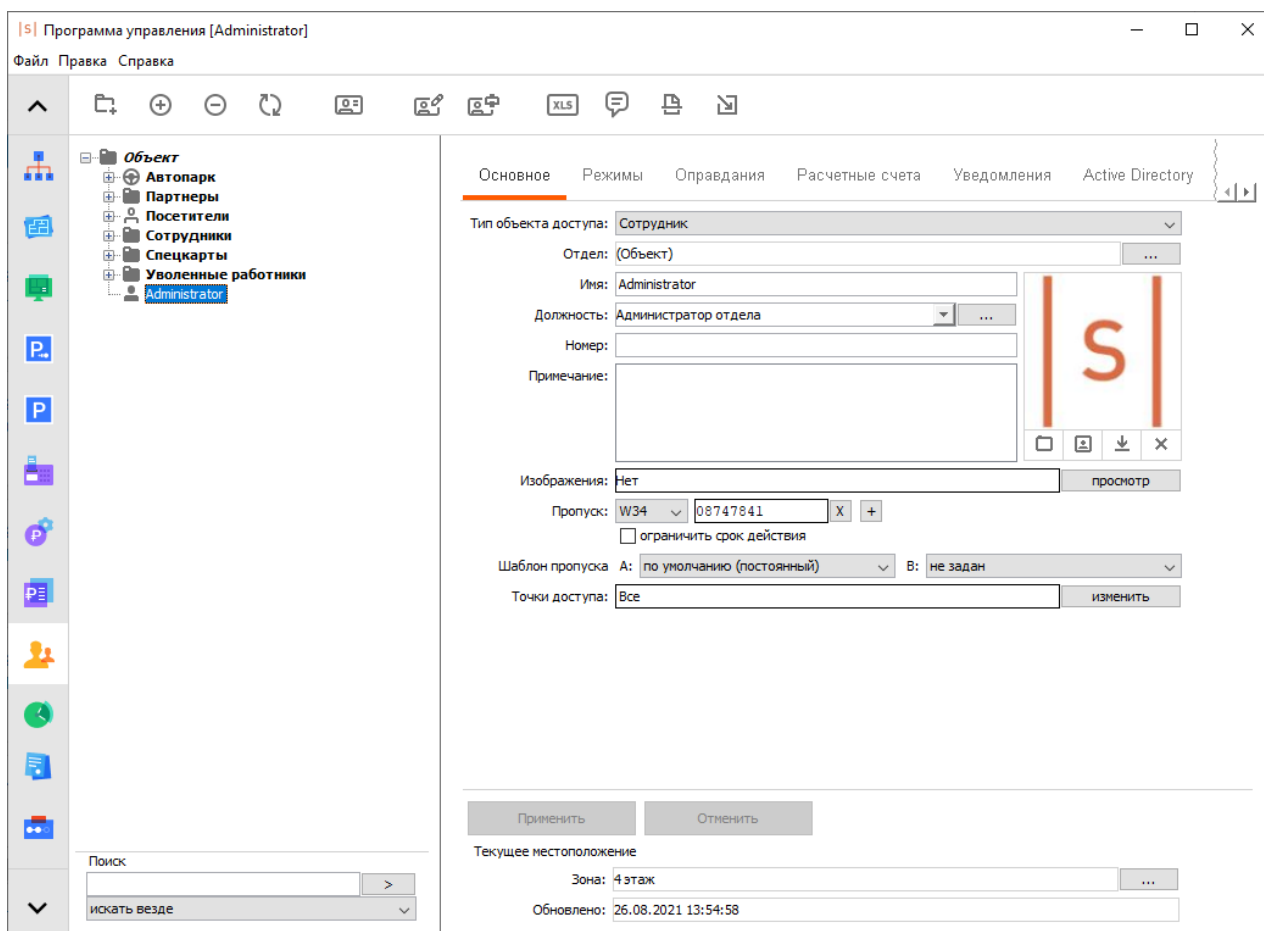 |S| Программа управления [Administrator]
Файл Правка Справка
XLS
Объект
Автопарк
Партнеры
Посетители
Сотрудники
Спецкарты
Уволенные работники
Administrator
Поиск
>
искать везде
Основное Режимы Оправдания Расчетные счета Уведомления Active Directory
Тип объекта доступа: Сотрудник
Отдел: (Объект) ...
Имя: Administrator
Должность: Администратор отдела ...
Номер:
Примечание:
S
Изображения: Нет просмотр
Пропуск: W34 08747841 X +
ограничить срок действия
Шаблон пропуска A: по умолчанию (постоянный) B: не задан
Точки доступа: Все изменить
Применить Отменить
Текущее местоположение
Зона: 4 этаж ...
Обновлено: 26.08.2021 13:54:58
P
P
P
₽